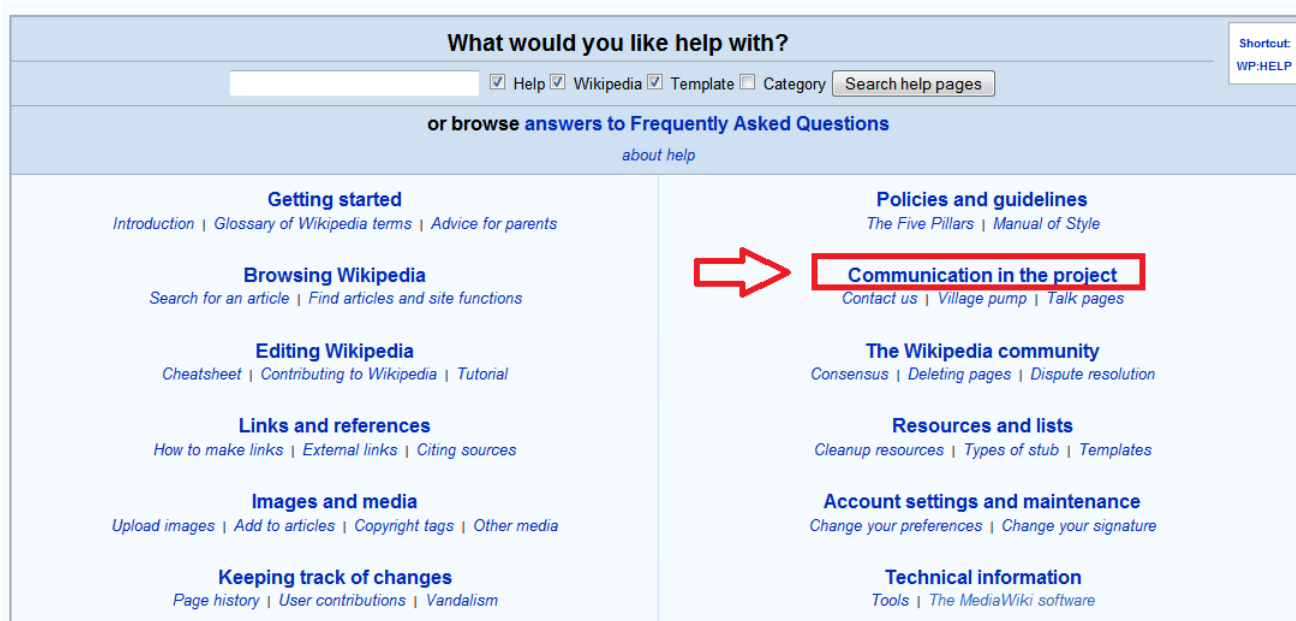 What would you like help with?
Shortcut:
WP:HELP
Help Wikipedia Template Category Search help pages
or browse answers to Frequently Asked Questions
about help
Getting started
Introduction | Glossary of Wikipedia terms | Advice for parents
Browsing Wikipedia
Search for an article | Find articles and site functions
Editing Wikipedia
Cheatsheet | Contributing to Wikipedia | Tutorial
Links and references
How to make links | External links | Citing sources
Images and media
Upload images | Add to articles | Copyright tags | Other media
Keeping track of changes
Page history | User contributions | Vandalism
Policies and guidelines
The Five Pillars | Manual of Style
Communication in the project
Contact us | Village pump | Talk pages
The Wikipedia community
Consensus | Deleting pages | Dispute resolution
Resources and lists
Cleanup resources | Types of stub | Templates
Account settings and maintenance
Change your preferences | Change your signature
Technical information
Tools | The MediaWiki software